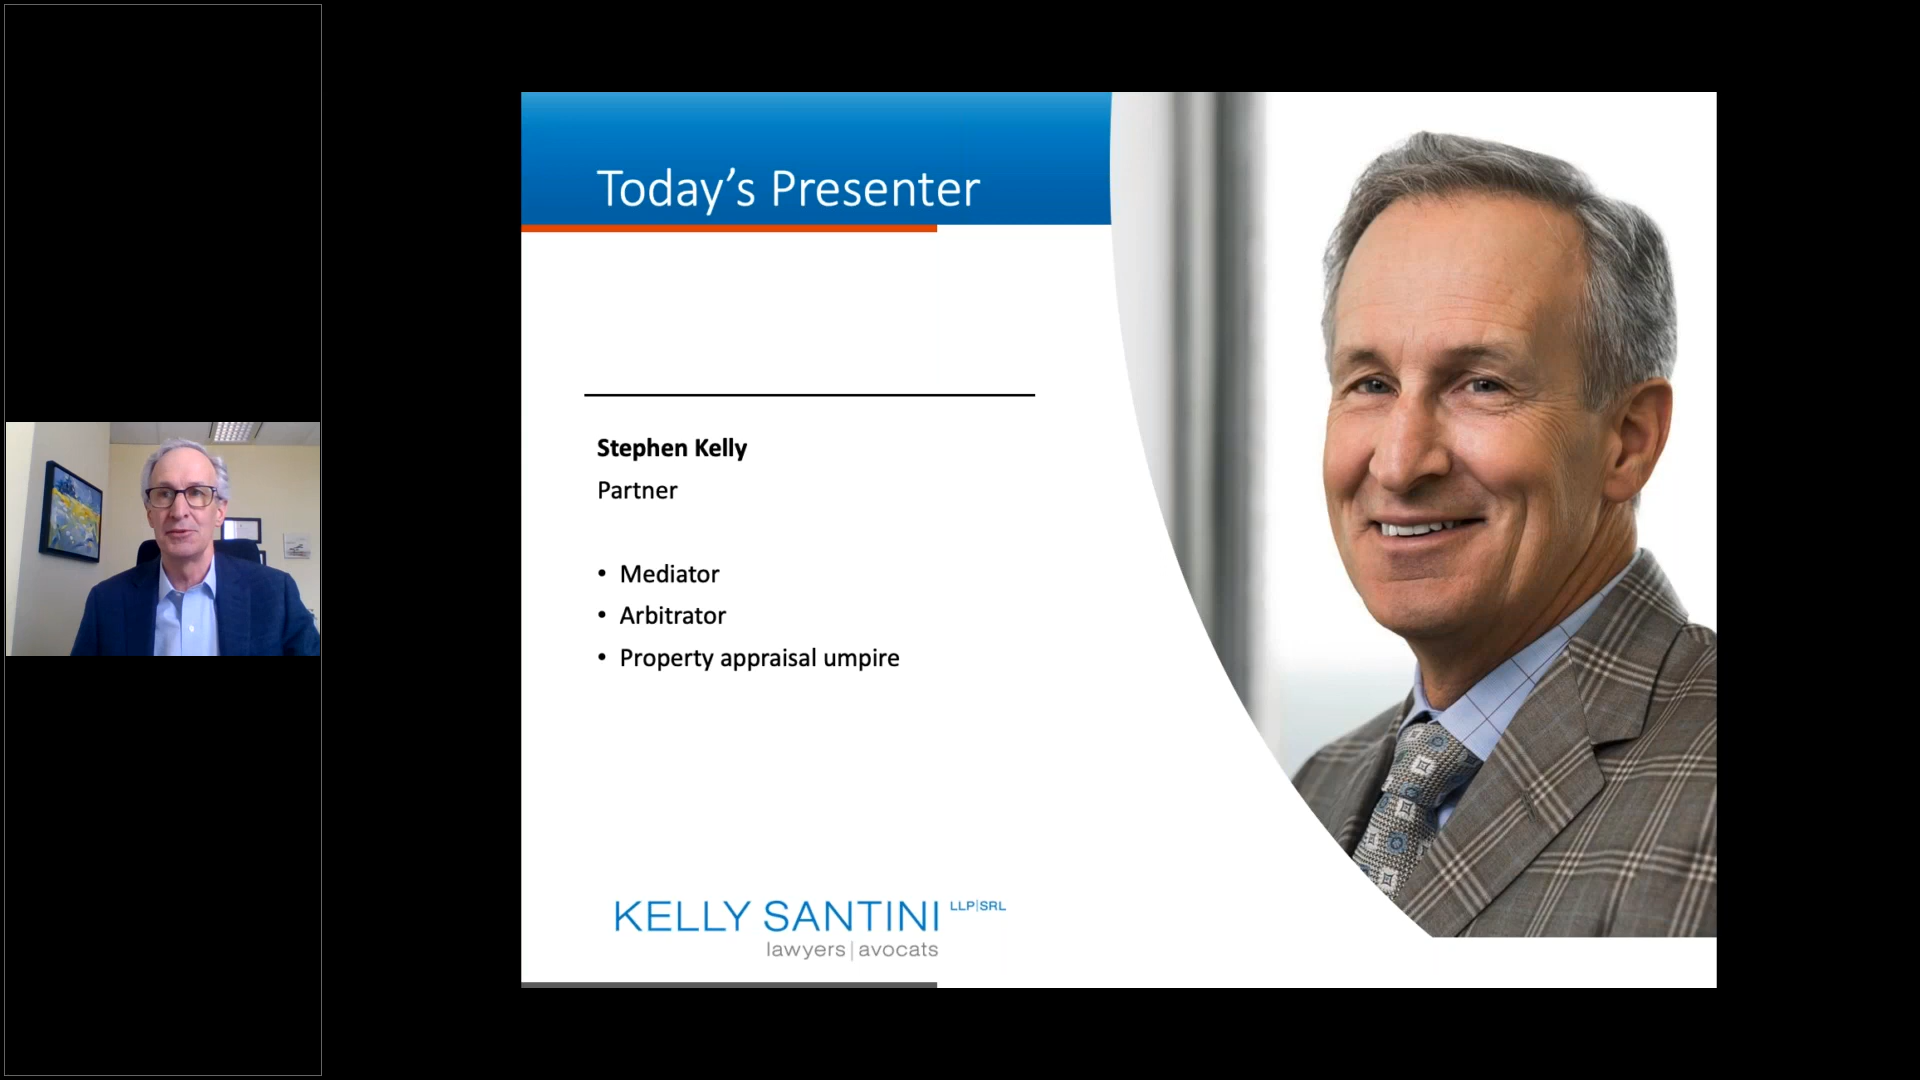 Today’s Presenter
Stephen Kelly
Partner
• Mediator
• Arbitrator
• Property appraisal umpire
KELLY SANTINI LLP|SRL
lawyers|avocats